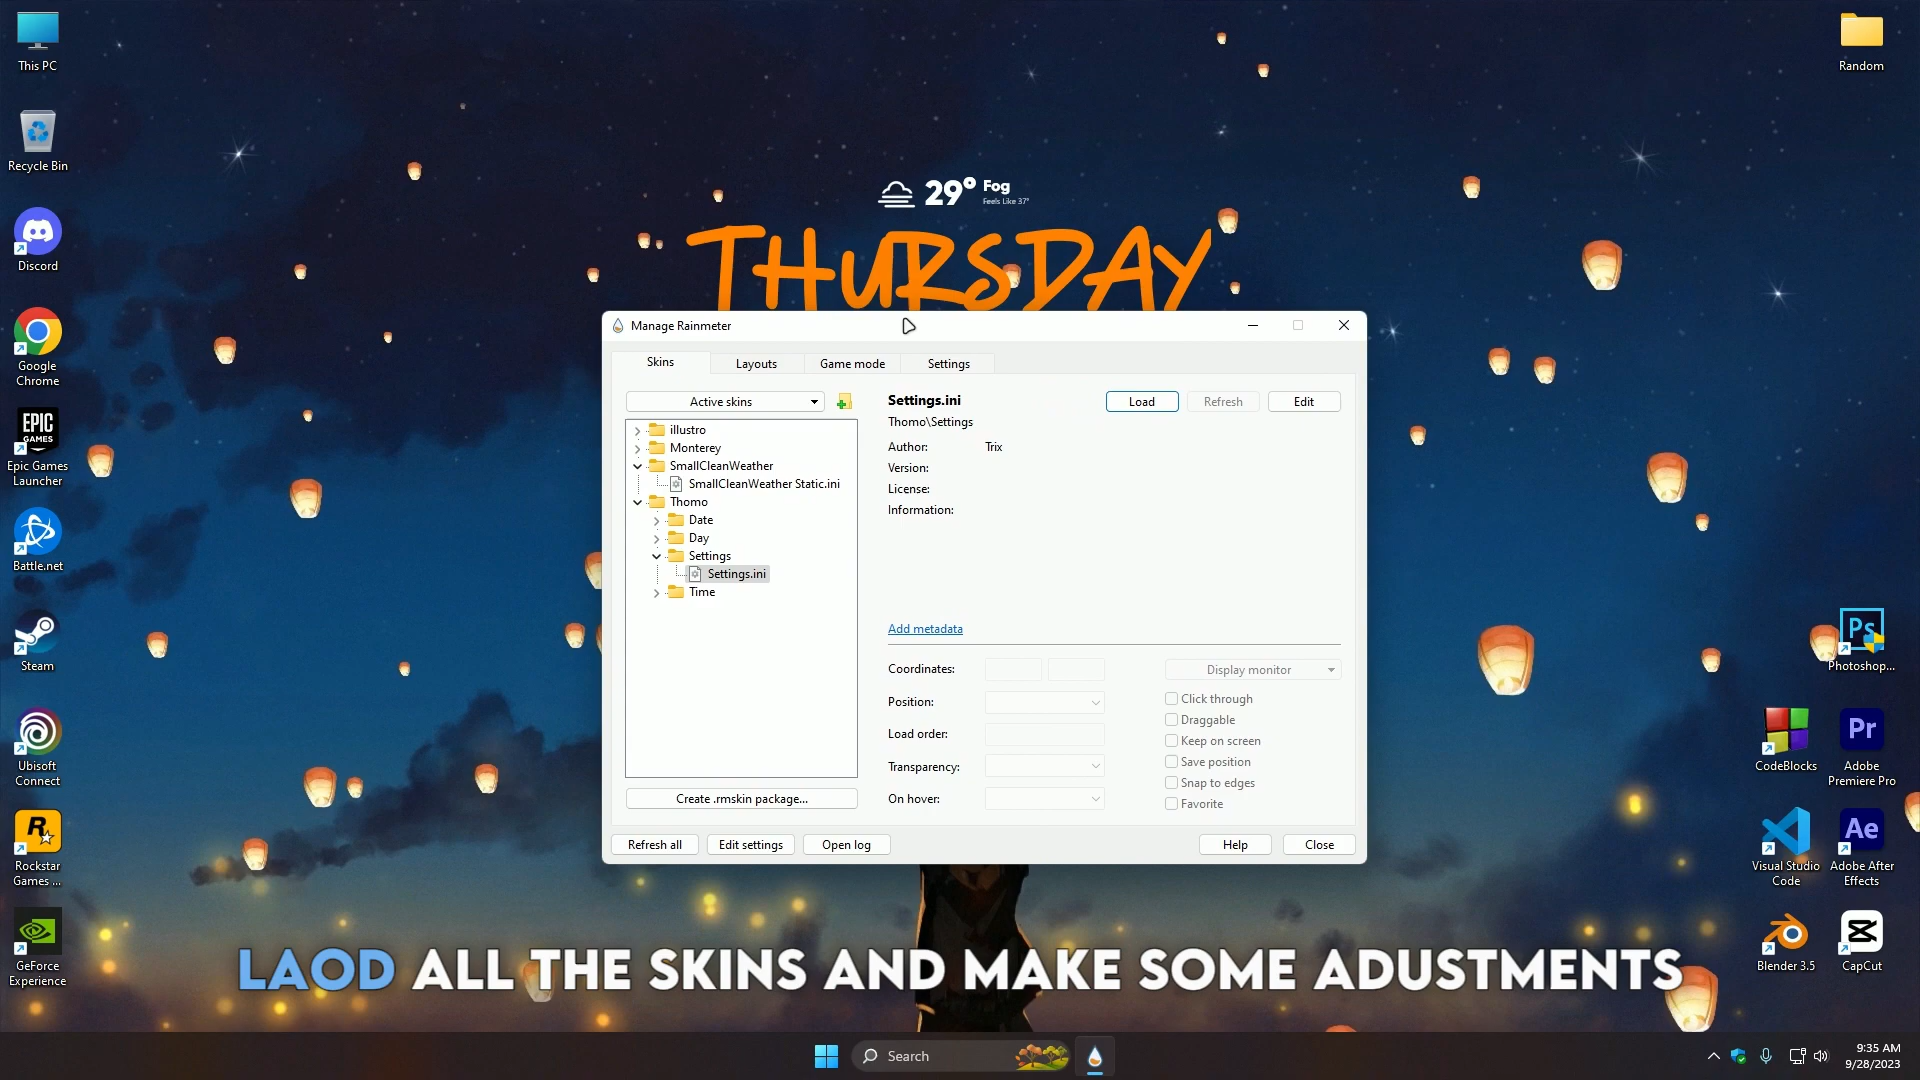 This PC
Recycle Bin
Discord
Google
Chrome
EPIC
GAMES
Epic Games
Launcher
Battle.net
Steam
Ubisoft
Connect
Rockstar
Games ...
GeForce
Experience
Random
29° Fog
Feels Like 37°
THURSDAY
Manage Rainmeter
Skins
Layouts
Game mode
Settings
Active skins
illustro
Monterey
SmallCleanWeather
SmallCleanWeather Static.ini
Thomo
Date
Day
Settings
Settings.ini
Time
Create .rmskin package...
Settings.ini
Thomo\Settings
Load
Refresh
Edit
Author: Trix
Version:
License:
Information:
Add metadata
Coordinates:
Position:
Load order:
Transparency:
On hover:
Display monitor
Click through
Draggable
Keep on screen
Save position
Snap to edges
Favorite
Refresh all
Edit settings
Open log
Help
Close
Ps
Photoshop...
CodeBlocks
Pr
Adobe
Premiere Pro
Visual Studio
Code
Ae
Adobe After
Effects
Blender 3.5
CapCut
LAOD ALL THE SKINS AND MAKE SOME ADUSTMENTS
Search
9:35 AM
9/28/2023